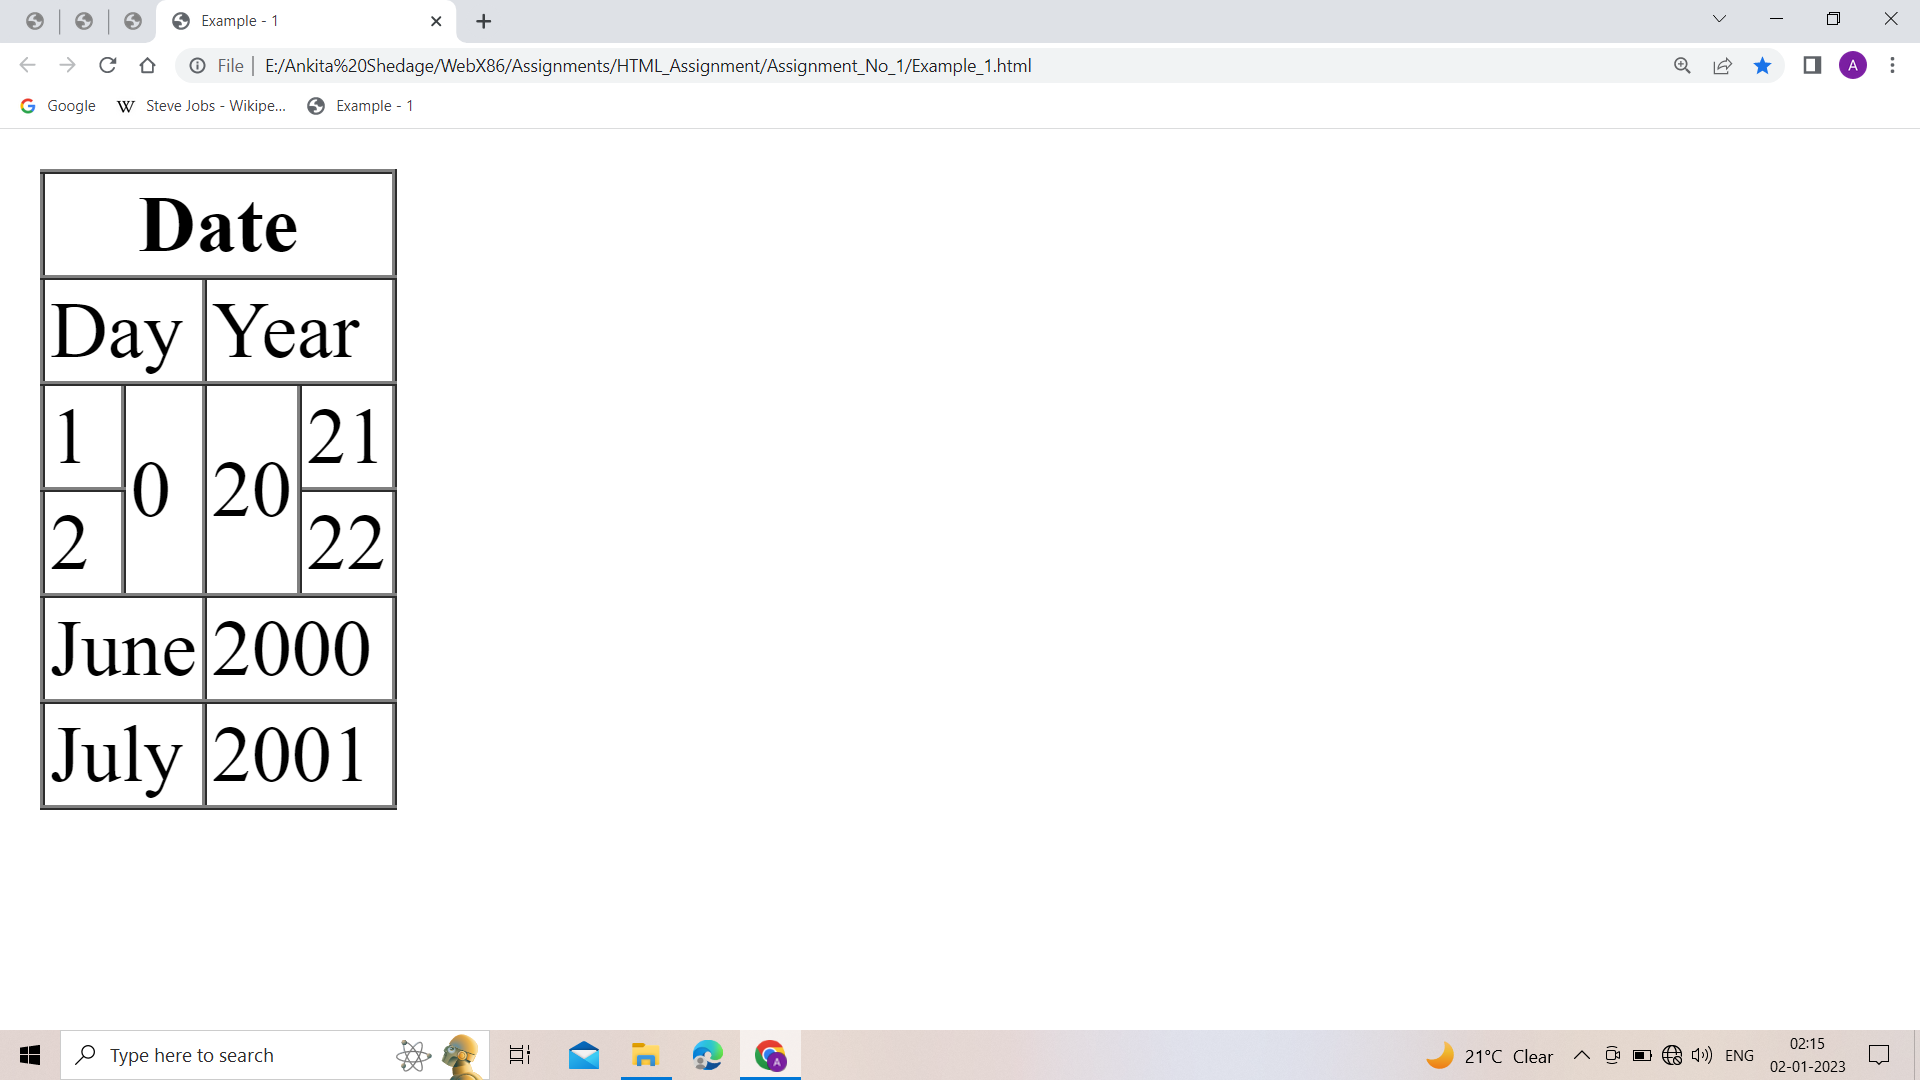 Example - 1
File | E:/Ankita%20Shedage/WebX86/Assignments/HTML_Assignment/Assignment_No_1/Example_1.html
A
Google
Steve Jobs - Wikipe...
Example - 1
Date
Day Year
1 0 20 21
2 22
June 2000
July 2001
Type here to search
A
21°C Clear
ENG
02:15
02-01-2023